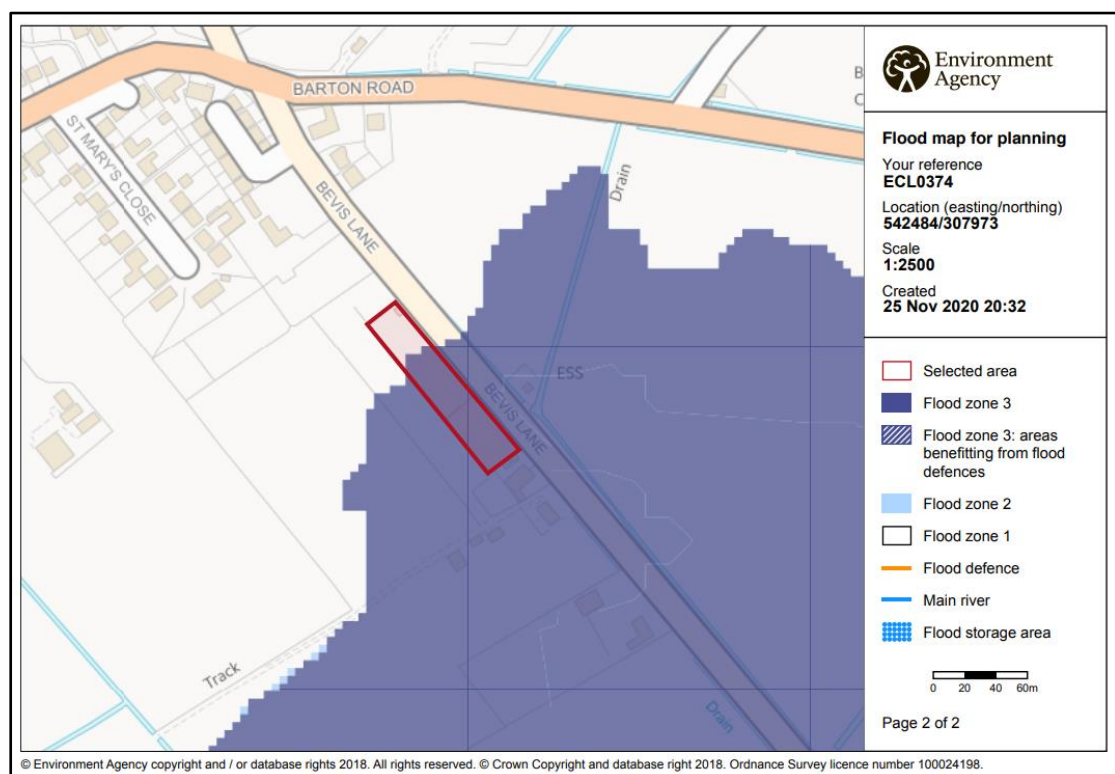 BARTON ROAD
B
C
ST MARY'S CLOSE
BEVIS LANE
Drain
ESS
BEVIS LANE
Track
Drain
Environment
Agency
Flood map for planning
Your reference
ECL0374
Location (easting/northing)
542484/307973
Scale
1:2500
Created
25 Nov 2020 20:32
Selected area
Flood zone 3
Flood zone 3: areas
benefitting from flood
defences
Flood zone 2
Flood zone 1
Flood defence
Main river
Flood storage area
0 20 40 60m
Page 2 of 2
© Environment Agency copyright and / or database rights 2018. All rights reserved. © Crown Copyright and database right 2018. Ordnance Survey licence number 100024198.